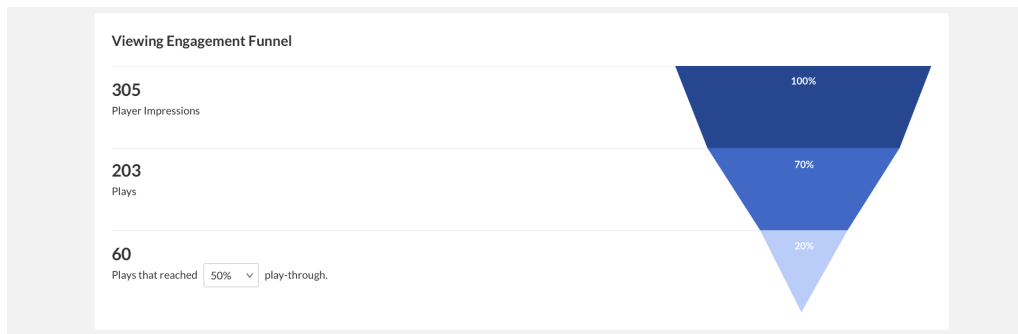 Viewing Engagement Funnel
305
Player Impressions
100%
203
Plays
70%
60
Plays that reached 50% play-through.
20%